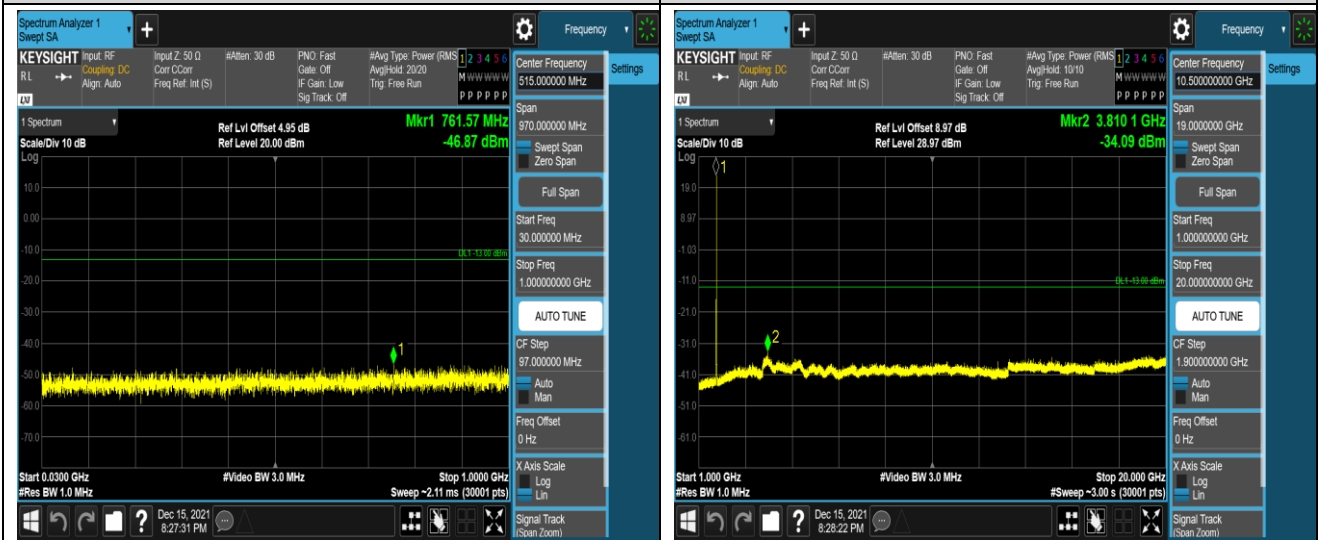 Spectrum Analyzer 1
Swept SA
Frequency
KEYSIGHT
RL
LXI
Input: RF
Coupling: DC
Align: Auto
Input Z: 50 Ω
Corr CCorr
Freq Ref: Int (S)
#Atten: 30 dB
PNO: Fast
Gate: Off
IF Gain: Low
Sig Track: Off
#Avg Type: Power (RMS
Avg|Hold: 20/20
Trig: Free Run
1 2 3 4 5 6
M W W W W W
P P P P P P
Center Frequency
515.000000 MHz
Settings
1 Spectrum
Scale/Div 10 dB
Log
Ref Lvl Offset 4.95 dB
Ref Level 20.00 dBm
Mkr1 761.57 MHz
-46.87 dBm
Span
970.000000 MHz
Swept Span
Zero Span
Full Span
Start Freq
30.000000 MHz
Stop Freq
1.000000000 GHz
AUTO TUNE
CF Step
97.000000 MHz
Auto
Man
Freq Offset
0 Hz
X Axis Scale
Log
Lin
Signal Track
(Span Zoom)
10.0
0.00
-10.0
-20.0
-30.0
-40.0
-50.0
-60.0
-70.0
DL1 -13.00 dBm
1
Start 0.0300 GHz
#Res BW 1.0 MHz
#Video BW 3.0 MHz
Stop 1.0000 GHz
Sweep ~2.11 ms (30001 pts)
?
Dec 15, 2021
8:27:31 PM
Spectrum Analyzer 1
Swept SA
Frequency
KEYSIGHT
RL
LXI
Input: RF
Coupling: DC
Align: Auto
Input Z: 50 Ω
Corr CCorr
Freq Ref: Int (S)
#Atten: 30 dB
PNO: Fast
Gate: Off
IF Gain: Low
Sig Track: Off
#Avg Type: Power (RMS
Avg|Hold: 10/10
Trig: Free Run
1 2 3 4 5 6
M W W W W W
P P P P P P
Center Frequency
10.500000000 GHz
Settings
1 Spectrum
Scale/Div 10 dB
Log
Ref Lvl Offset 8.97 dB
Ref Level 28.97 dBm
Mkr2 3.810 1 GHz
-34.09 dBm
Span
19.0000000 GHz
Swept Span
Zero Span
Full Span
Start Freq
1.000000000 GHz
Stop Freq
20.000000000 GHz
AUTO TUNE
CF Step
1.900000000 GHz
Auto
Man
Freq Offset
0 Hz
X Axis Scale
Log
Lin
Signal Track
(Span Zoom)
1
19.0
8.97
-1.03
-11.0
-21.0
-31.0
-41.0
-51.0
-61.0
DL1 -13.00 dBm
2
Start 1.000 GHz
#Res BW 1.0 MHz
#Video BW 3.0 MHz
Stop 20.000 GHz
#Sweep ~3.00 s (30001 pts)
?
Dec 15, 2021
8:28:22 PM